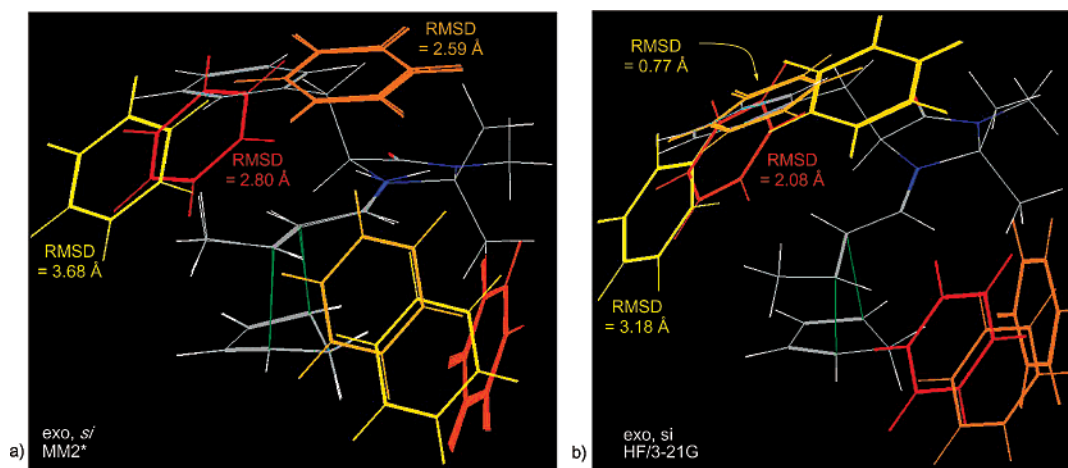 RMSD
= 2.59 Å
RMSD
= 2.80 Å
RMSD
= 3.68 Å
exo, si
MM2*
a)
RMSD
= 0.77 Å
RMSD
= 2.08 Å
RMSD
= 3.18 Å
exo, si
HF/3-21G
b)